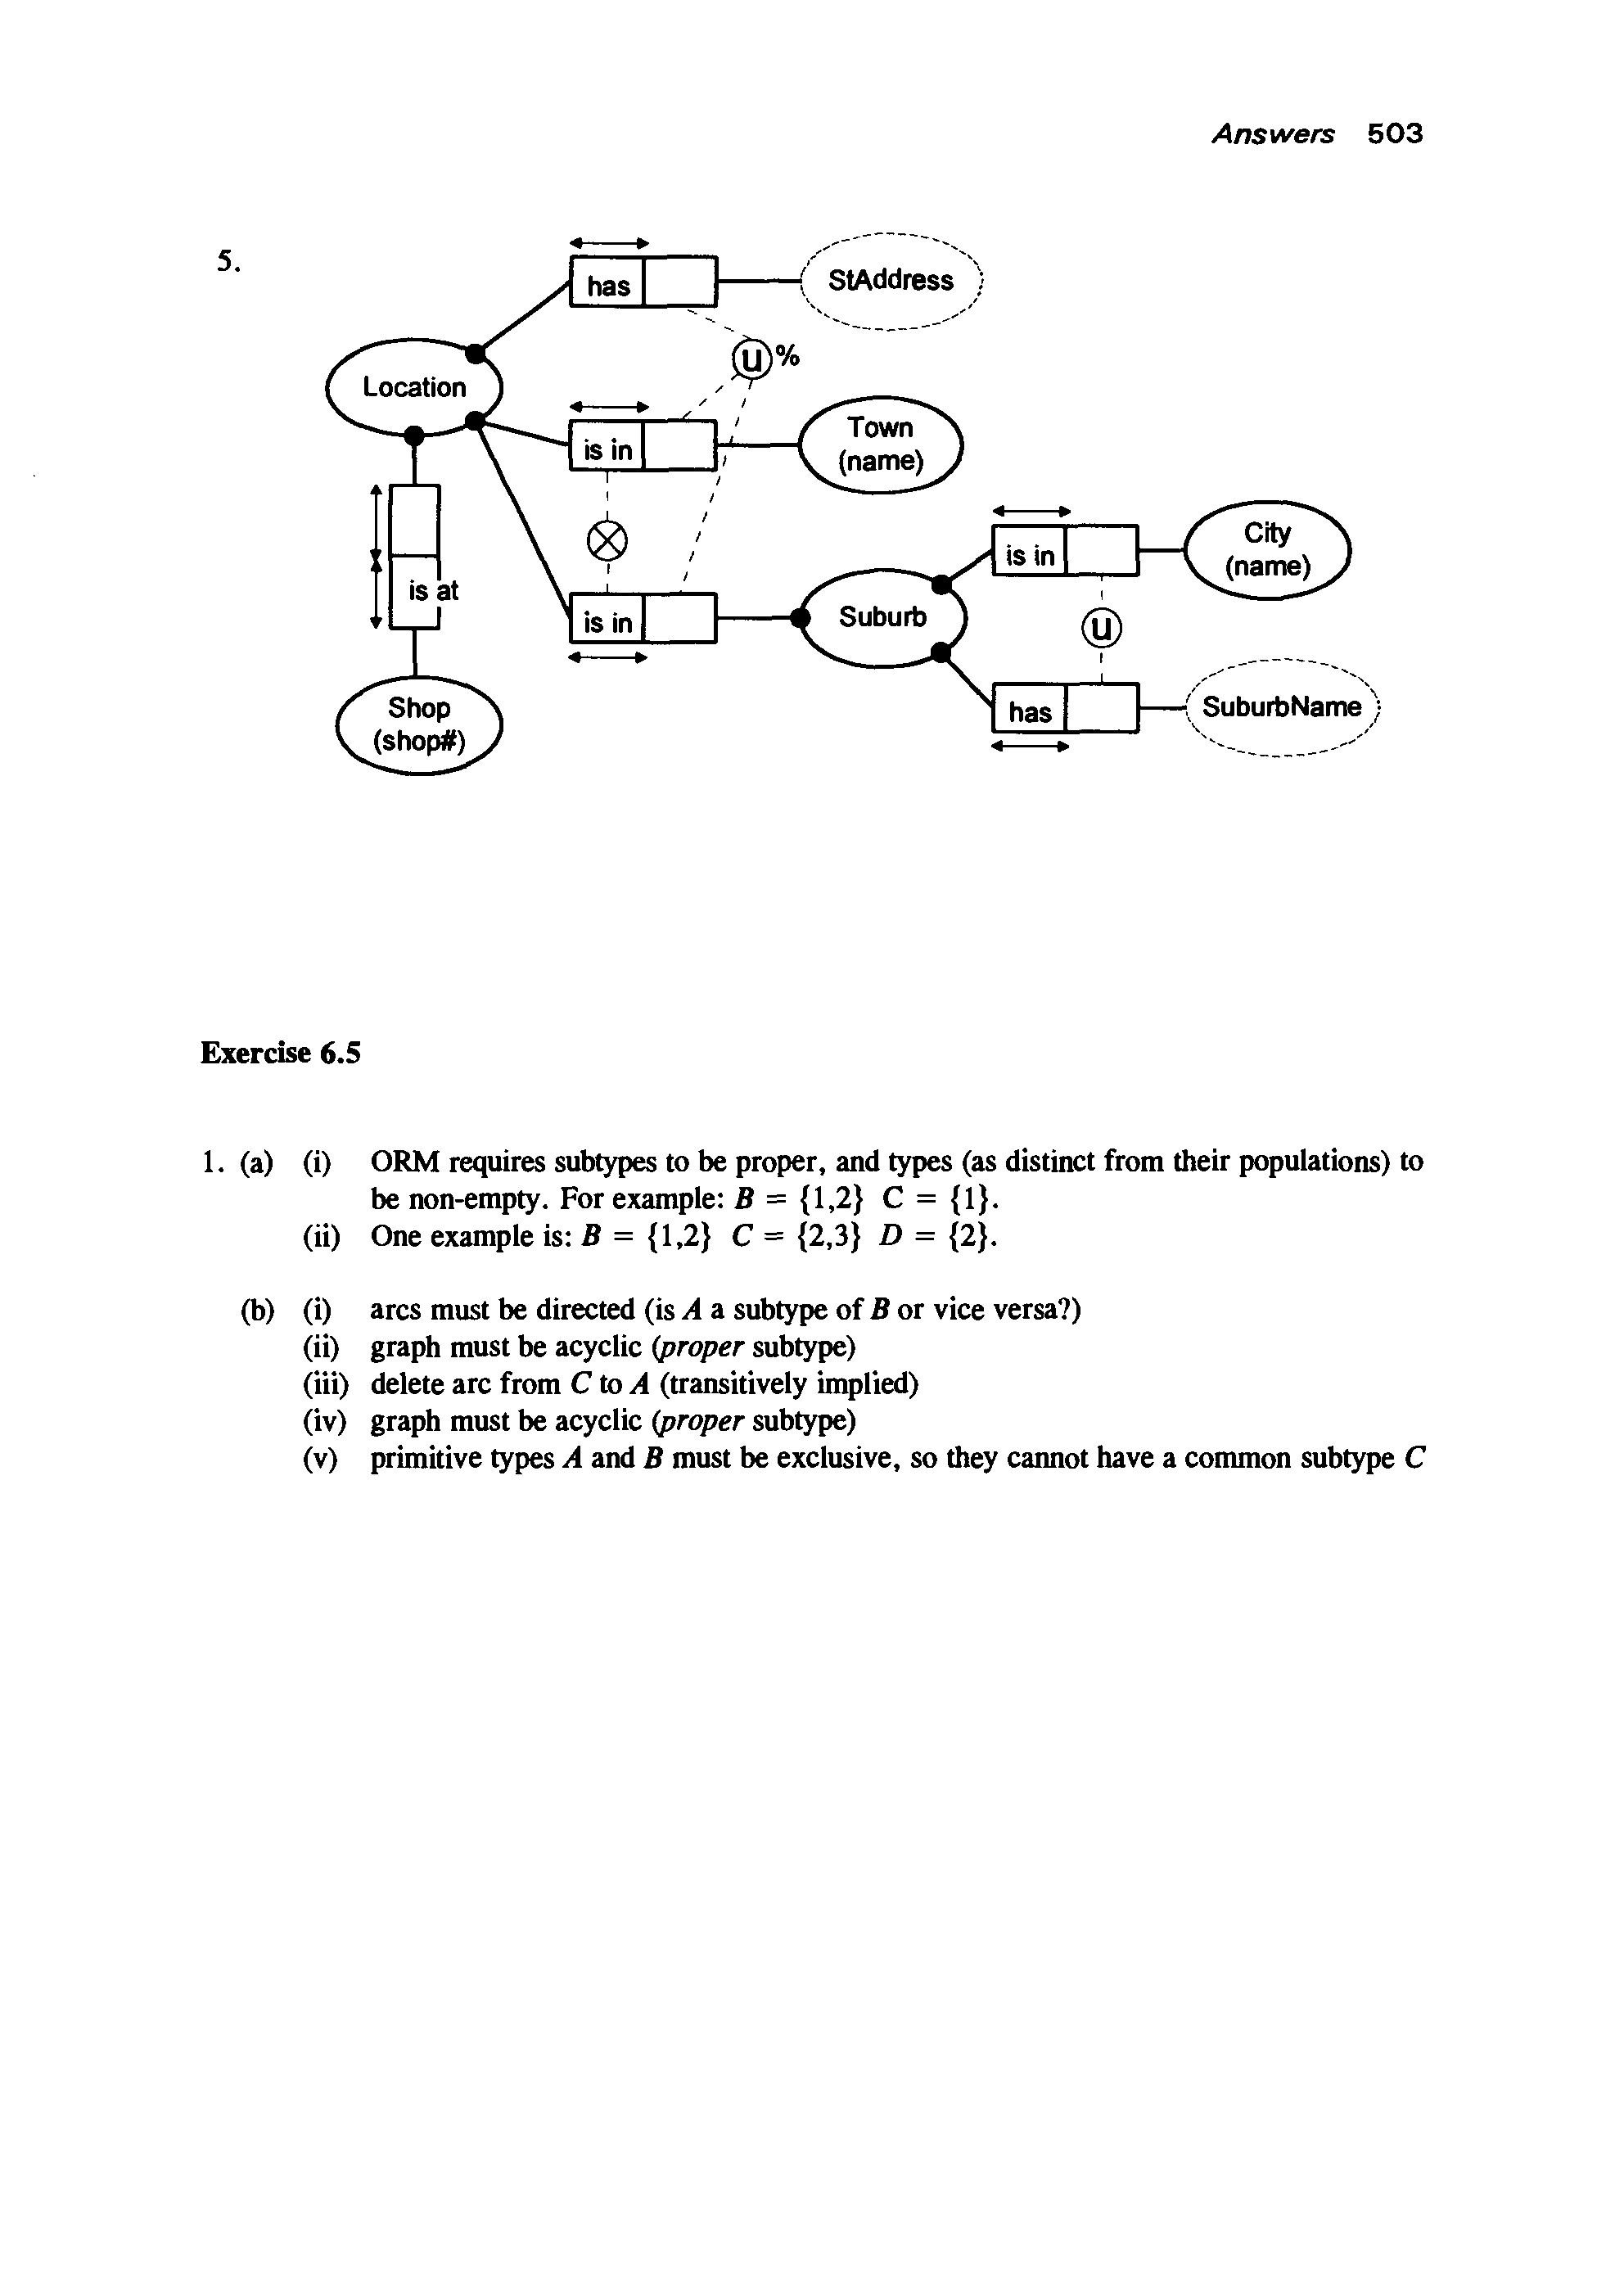 Answers 503
5.
has
StAddress
u %
Location
is in
Town
(name)
is in
City
(name)
is at
is in
Suburb
u
Shop
(shop#)
has
SuburbName
Exercise 6.5
1. (a) (i) ORM requires subtypes to be proper, and types (as distinct from their populations) to
be non-empty. For example: B = {1,2} C = {1}.
(ii) One example is: B = {1,2} C = {2,3} D = {2}.
(b) (i) arcs must be directed (is A a subtype of B or vice versa?)
(ii) graph must be acyclic (proper subtype)
(iii) delete arc from C to A (transitively implied)
(iv) graph must be acyclic (proper subtype)
(v) primitive types A and B must be exclusive, so they cannot have a common subtype C